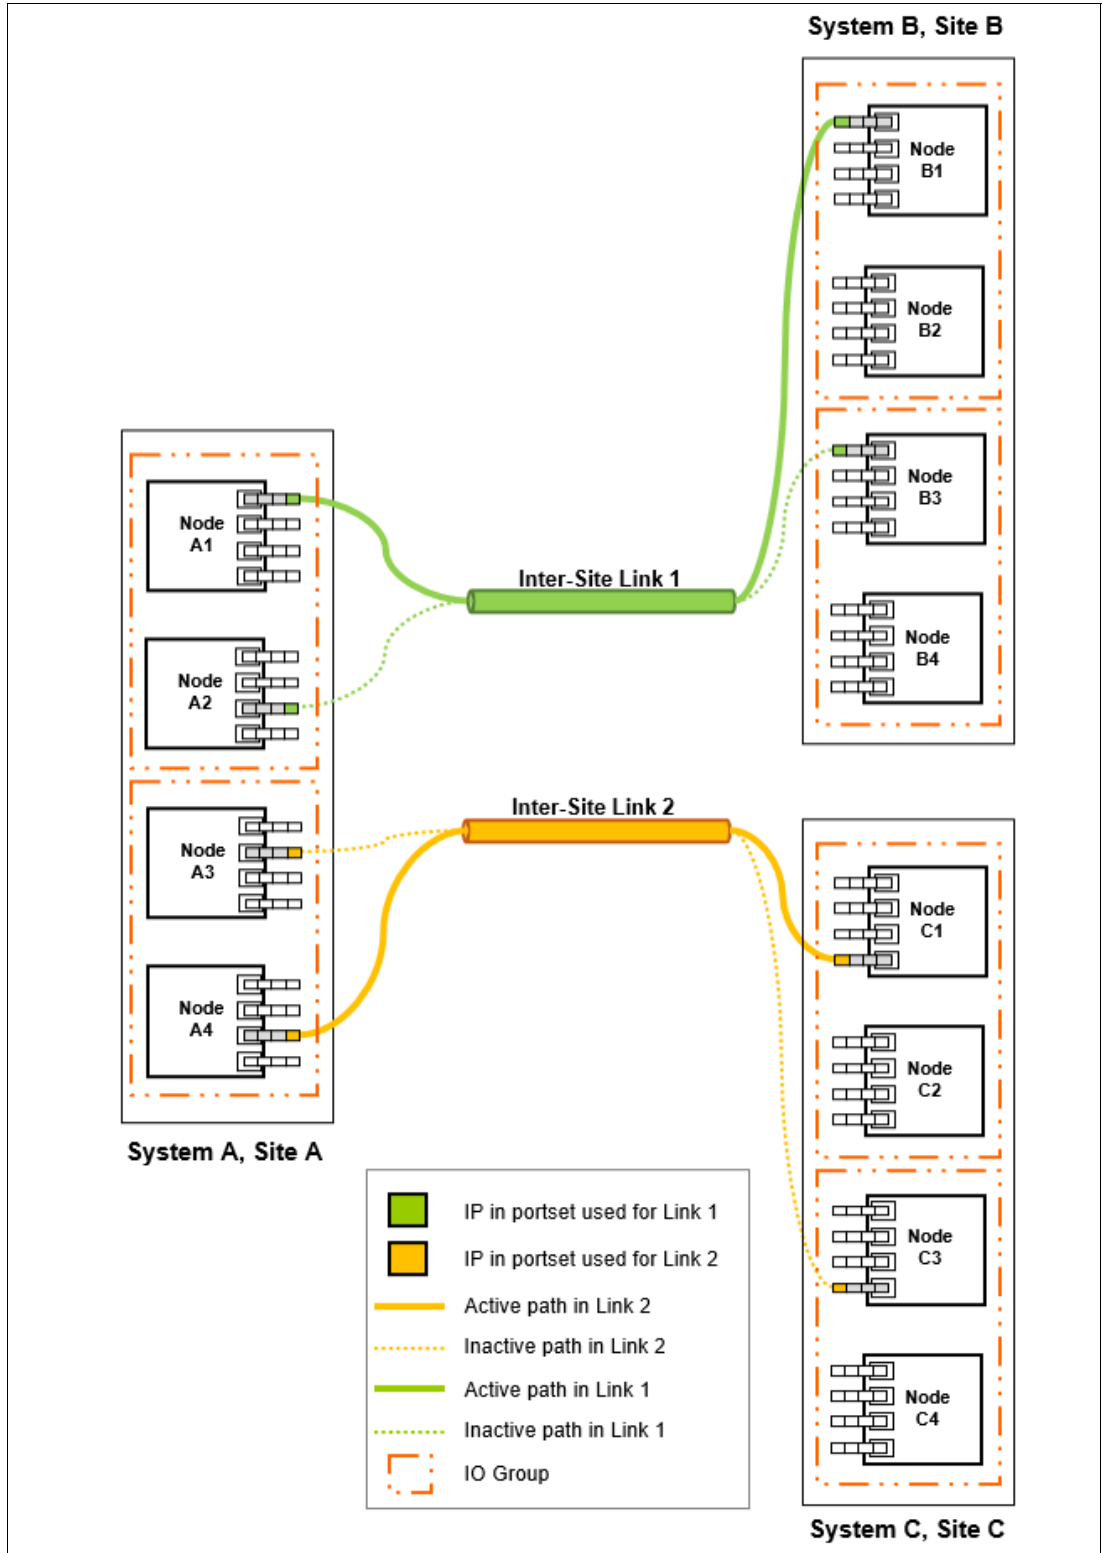 System B, Site B
Node
B1
Node
B2
Node
B3
Node
B4
Node
A1
Node
A2
Node
A3
Node
A4
System A, Site A
Inter-Site Link 1
Inter-Site Link 2
Node
C1
Node
C2
Node
C3
Node
C4
System C, Site C
IP in portset used for Link 1
IP in portset used for Link 2
Active path in Link 2
Inactive path in Link 2
Active path in Link 1
Inactive path in Link 1
IO Group